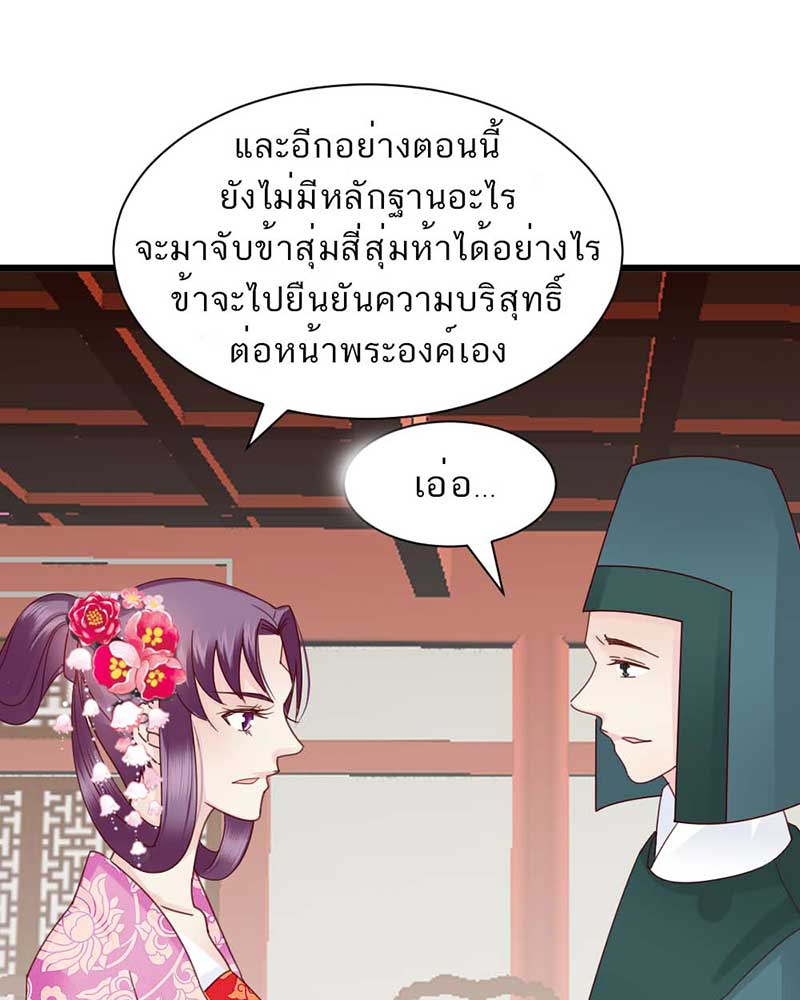 และอีกอย่างตอนนี้
ยังไม่มีหลักฐานอะไร
จะมาจับข้าสุ่มสี่สุ่มห้าได้อย่างไร
ข้าจะไปยืนยันความบริสุทธิ์
ต่อหน้าพระองค์เอง
เอ่อ...